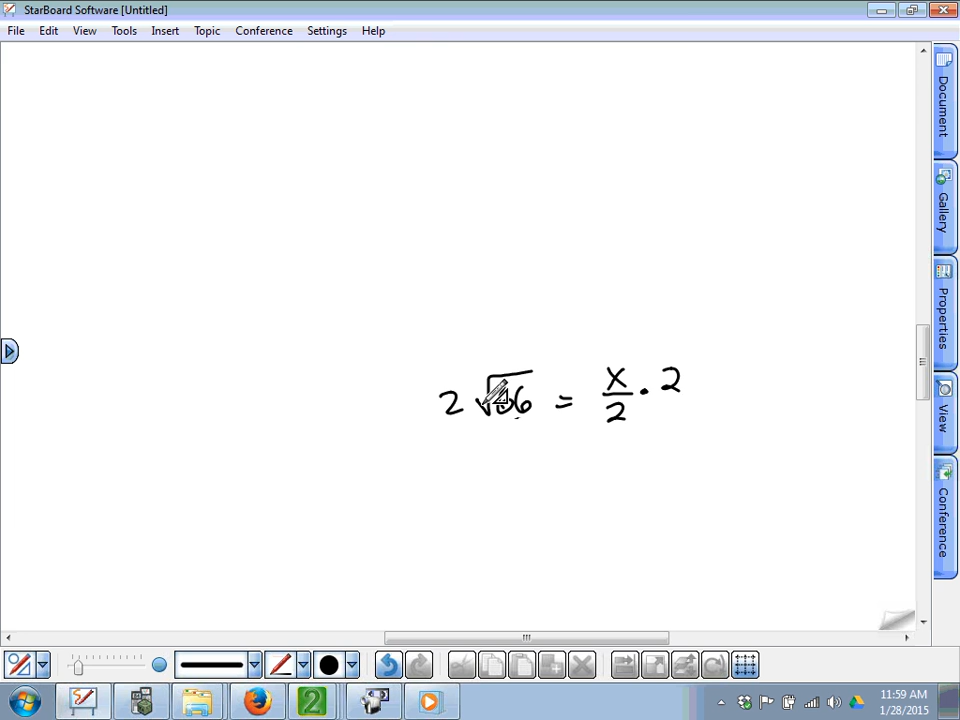 StarBoard Software [Untitled]
File Edit View Tools Insert Topic Conference Settings Help
Document
Gallery
Properties
View
Conference
2 √ 6 = x/2 · 2
11:59 AM
1/28/2015